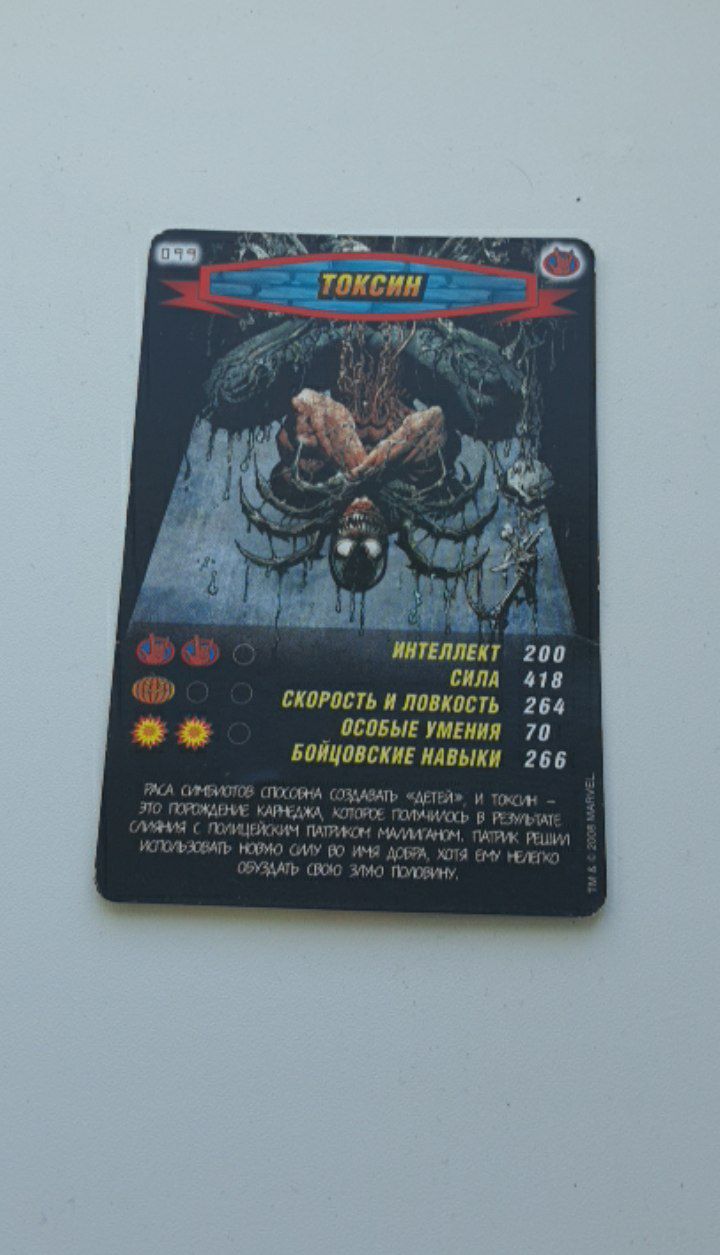 099
ТОКСИН
ИНТЕЛЛЕКТ 200
СИЛА 418
СКОРОСТЬ И ЛОВКОСТЬ 264
ОСОБЫЕ УМЕНИЯ 70
БОЙЦОВСКИЕ НАВЫКИ 266
РАСА СИМБИОТОВ СПОСОБНА СОЗДАВАТЬ «ДЕТЕЙ», И ТОКСИН –
ЭТО ПОРОЖДЕНИЕ КАРНЕДЖА, КОТОРОЕ ПОЛУЧИЛОСЬ В РЕЗУЛЬТАТЕ
СЛИЯНИЯ С ПОЛИЦЕЙСКИМ ПАТРИКОМ МАЛЛИГАНОМ. ПАТРИК РЕШИЛ
ИСПОЛЬЗОВАТЬ НОВУЮ СИЛУ ВО ИМЯ ДОБРА, ХОТЯ ЕМУ НЕЛЕГКО
ОБУЗДАТЬ СВОЮ ЗЛУЮ ПОЛОВИНУ.
TM & © 2008 MARVEL